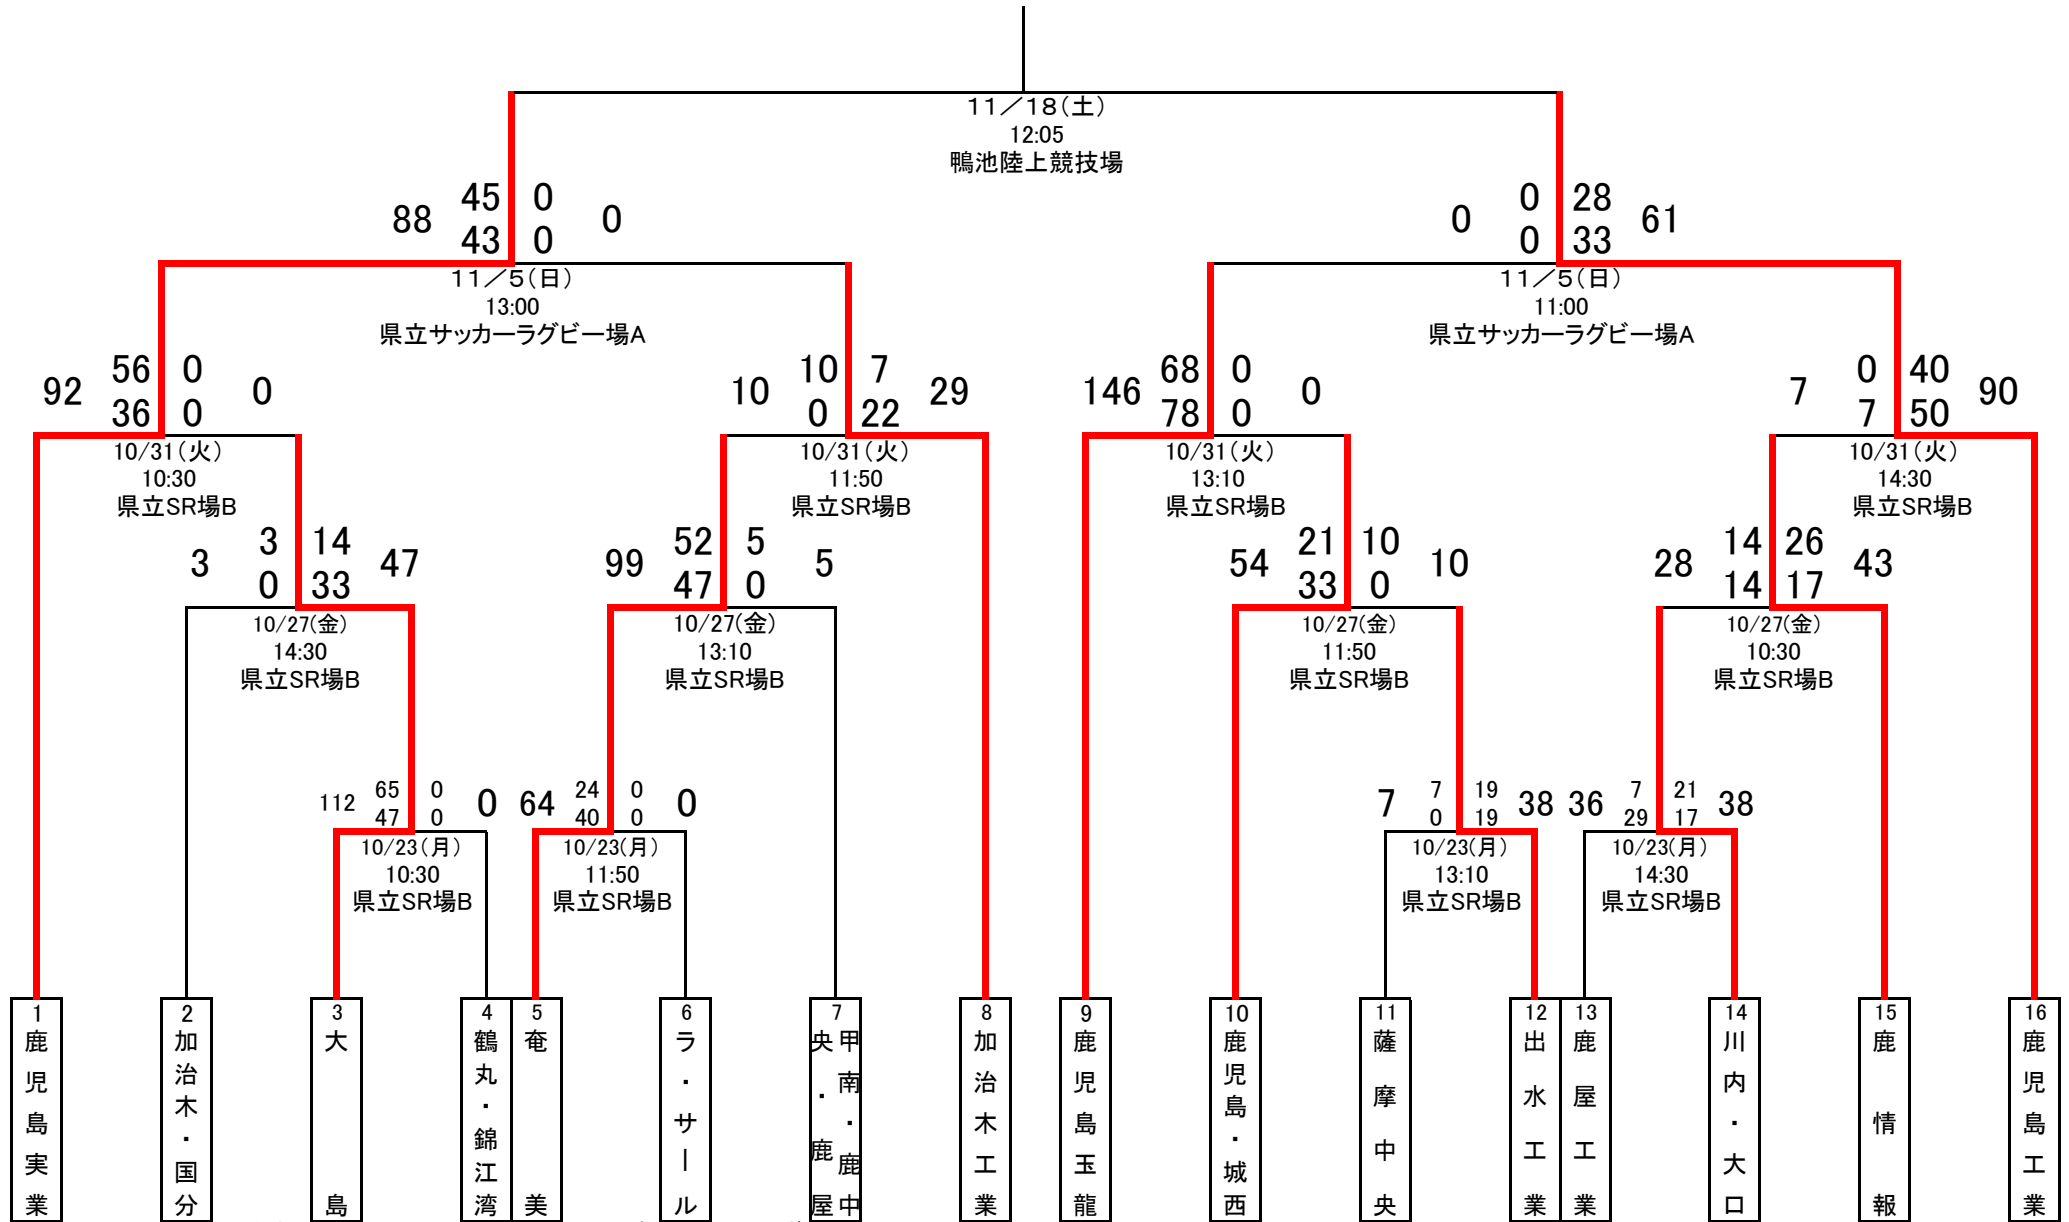 11／18（土）
12:05
鴨池陸上競技場
45 0 0 28
88 0 0 61
43 0 0 33
11／5（日） 11／5（日）
13:00 11:00
県立サッカーラグビー場A 県立サッカーラグビー場A
56 0 10 7 68 0 0 40
92 0 10 29 146 0 7 90
36 0 0 22 78 0 7 50
10/31（火） 10/31（火） 10/31（火） 10/31（火）
10:30 11:50 13:10 14:30
県立SR場B 県立SR場B 県立SR場B 県立SR場B
3 14 52 5 21 10 14 26
3 47 99 5 54 10 28 43
0 33 47 0 33 0 14 17
10/27(金) 10/27(金) 10/27(金) 10/27(金)
14:30 13:10 11:50 10:30
県立SR場B 県立SR場B 県立SR場B 県立SR場B
65 0 24 0 7 19 7 21
112 0 64 0 7 38 36 38
47 0 40 0 0 19 29 17
10/23(月) 10/23(月) 10/23(月) 10/23(月)
10:30 11:50 13:10 14:30
県立SR場B 県立SR場B 県立SR場B 県立SR場B
1 鹿児島実業
2 加治木・国分
3 大島
4 鶴丸・錦江湾
5 奄美
6 ラ・サール
7 甲南・鹿中央・鹿屋
8 加治木工業
9 鹿児島玉龍
10 鹿児島・城西
11 薩摩中央
12 出水工業
13 鹿屋工業
14 川内・大口
15 鹿情報
16 鹿児島工業